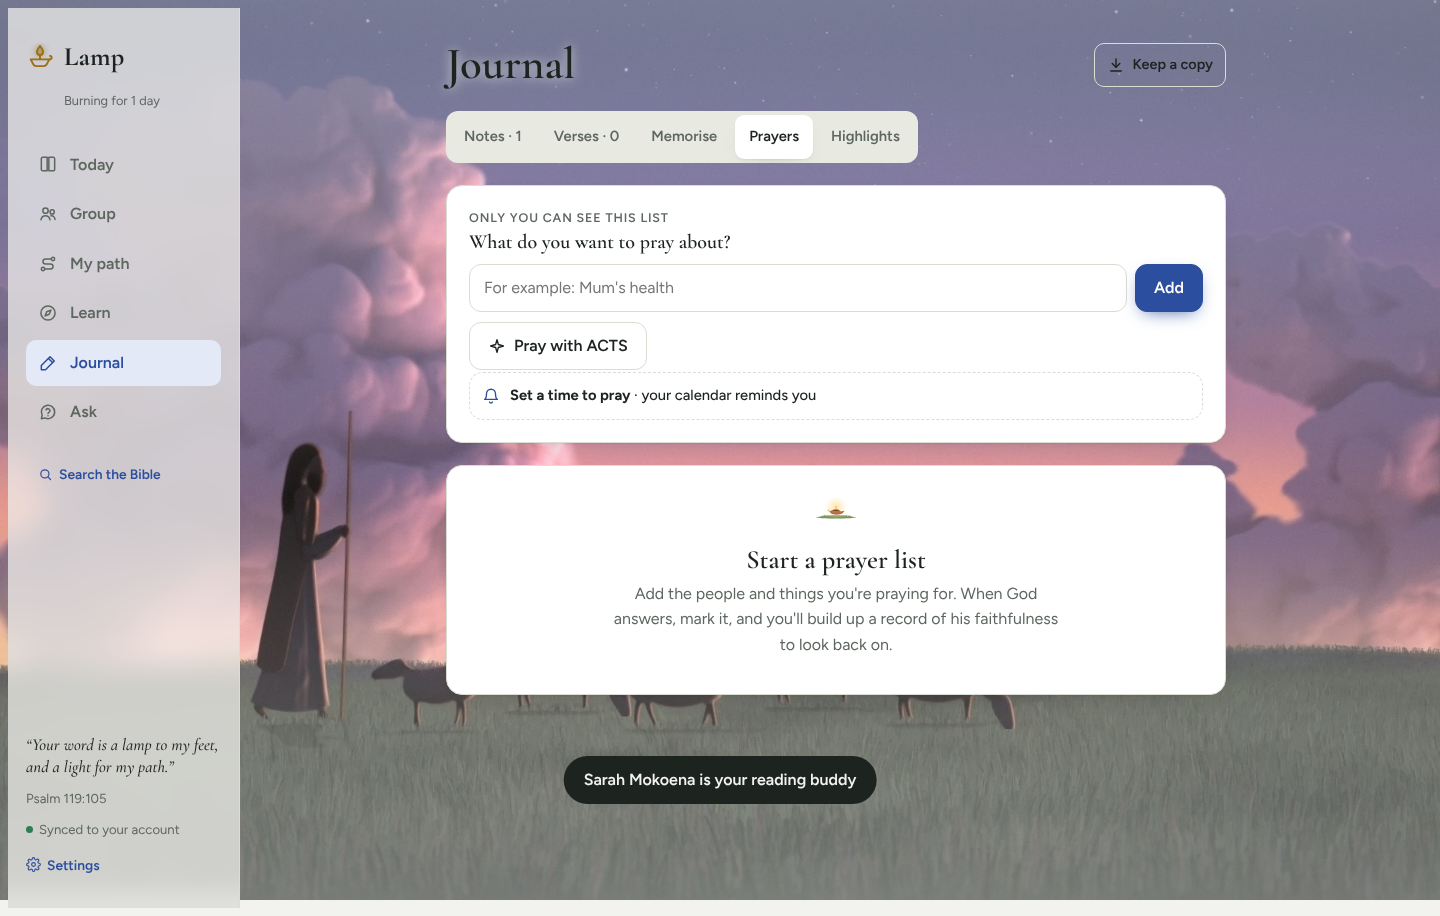 Lamp
Burning for 1 day
Today
Group
My path
Learn
Journal
Ask
Search the Bible
“Your word is a lamp to my feet,
and a light for my path.”
Psalm 119:105
Synced to your account
Settings
Journal
Keep a copy
Notes · 1
Verses · 0
Memorise
Prayers
Highlights
ONLY YOU CAN SEE THIS LIST
What do you want to pray about?
For example: Mum's health
Add
Pray with ACTS
Set a time to pray · your calendar reminds you
Start a prayer list
Add the people and things you're praying for. When God
answers, mark it, and you'll build up a record of his faithfulness
to look back on.
Sarah Mokoena is your reading buddy